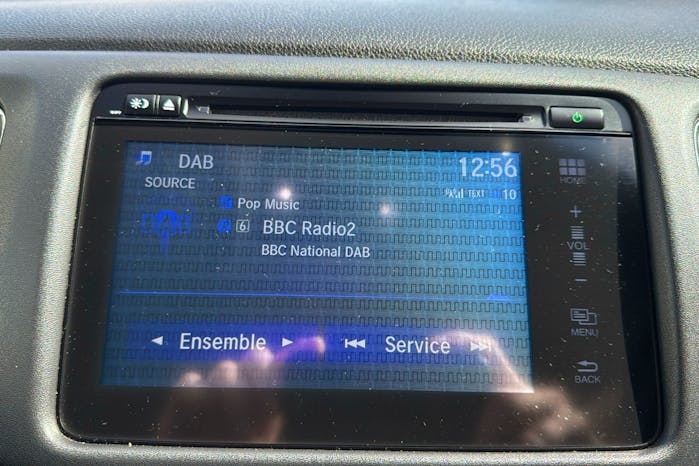 DAB
12:56
SOURCE
TEXT 10
HOME
Pop Music
6 BBC Radio2
BBC National DAB
VOL
Ensemble
Service
MENU
BACK